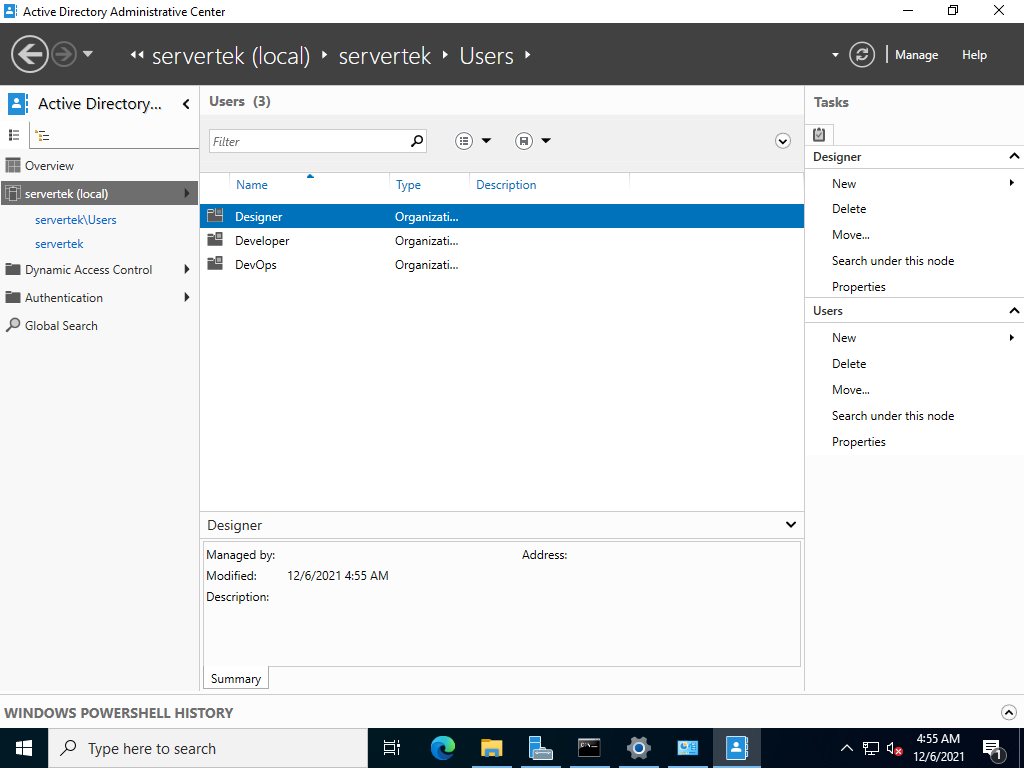 Active Directory Administrative Center
servertek (local) servertek Users
Manage Help
Active Directory...
Overview
servertek (local)
servertek\Users
servertek
Dynamic Access Control
Authentication
Global Search
Users (3)
Filter
Name Type Description
Designer Organizati...
Developer Organizati...
DevOps Organizati...
Designer
Managed by: Address:
Modified: 12/6/2021 4:55 AM
Description:
Summary
Tasks
Designer
New
Delete
Move...
Search under this node
Properties
Users
New
Delete
Move...
Search under this node
Properties
WINDOWS POWERSHELL HISTORY
Type here to search
4:55 AM
12/6/2021
1